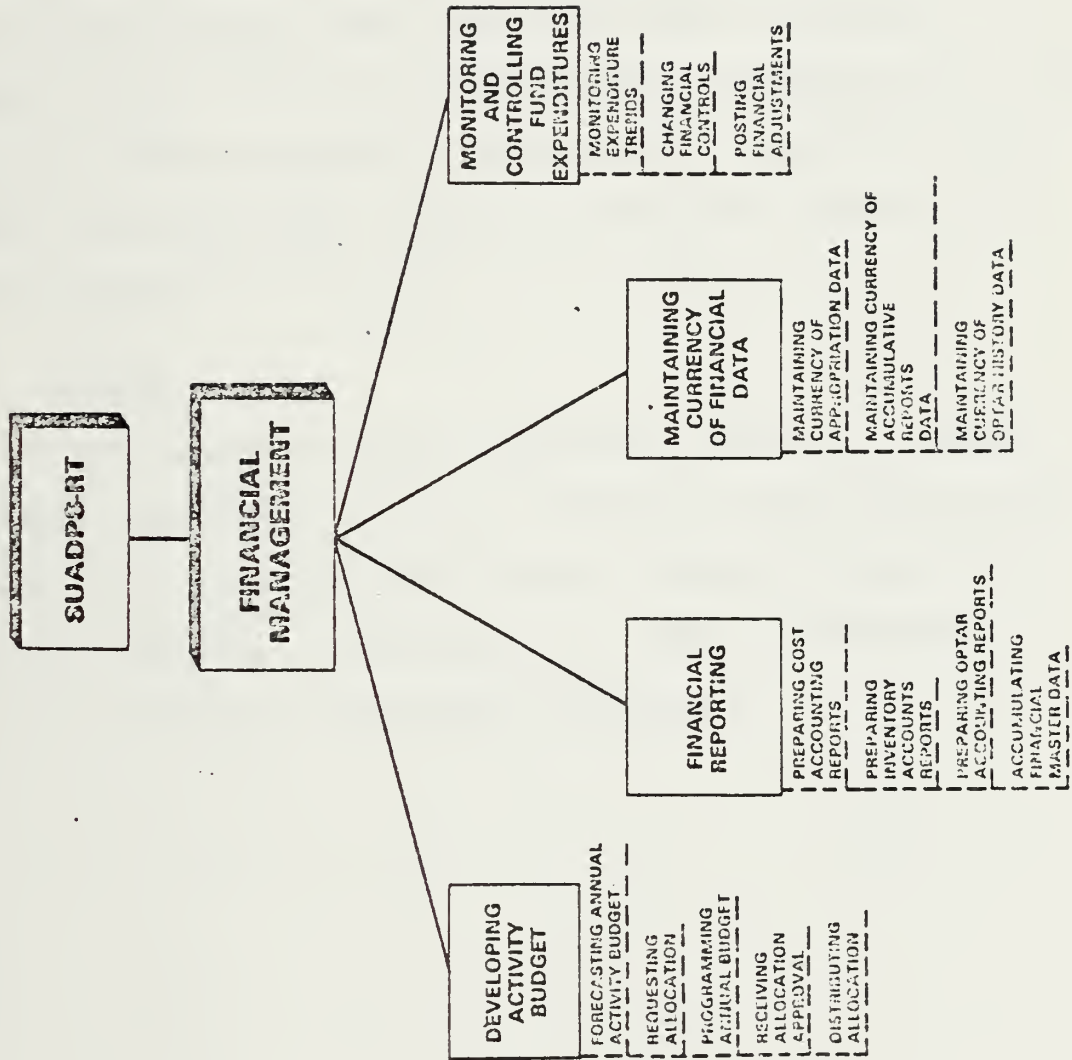 SUADPS-RT
FINANCIAL
MANAGEMENT
DEVELOPING
ACTIVITY
BUDGET
FORECASTING ANNUAL
ACTIVITY BUDGET
REQUESTING
ALLOCATION
PROGRAMMING
ANNUAL BUDGET
RECEIVING
ALLOCATION
APPROVAL
DISTRIBUTING
ALLOCATION
FINANCIAL
REPORTING
PREPARING COST
ACCOUNTING
REPORTS
PREPARING
INVENTORY
ACCOUNTS
REPORTS
PREPARING OPTAR
ACCOUNTING REPORTS
ACCUMULATING
FINANCIAL
MASTER DATA
MAINTAINING
CURRENCY
OF FINANCIAL
DATA
MAINTAINING
CURRENCY OF
APPROPRIATION DATA
MAINTAINING CURRENCY OF
ACCUMULATIVE
REPORTS
DATA
MAINTAINING
CURRENCY OF
OPTAR HISTORY DATA
MONITORING
AND
CONTROLLING
FUND
EXPENDITURES
MONITORING
EXPENDITURE
TRENDS
CHANGING
FINANCIAL
CONTROLS
POSTING
FINANCIAL
ADJUSTMENTS